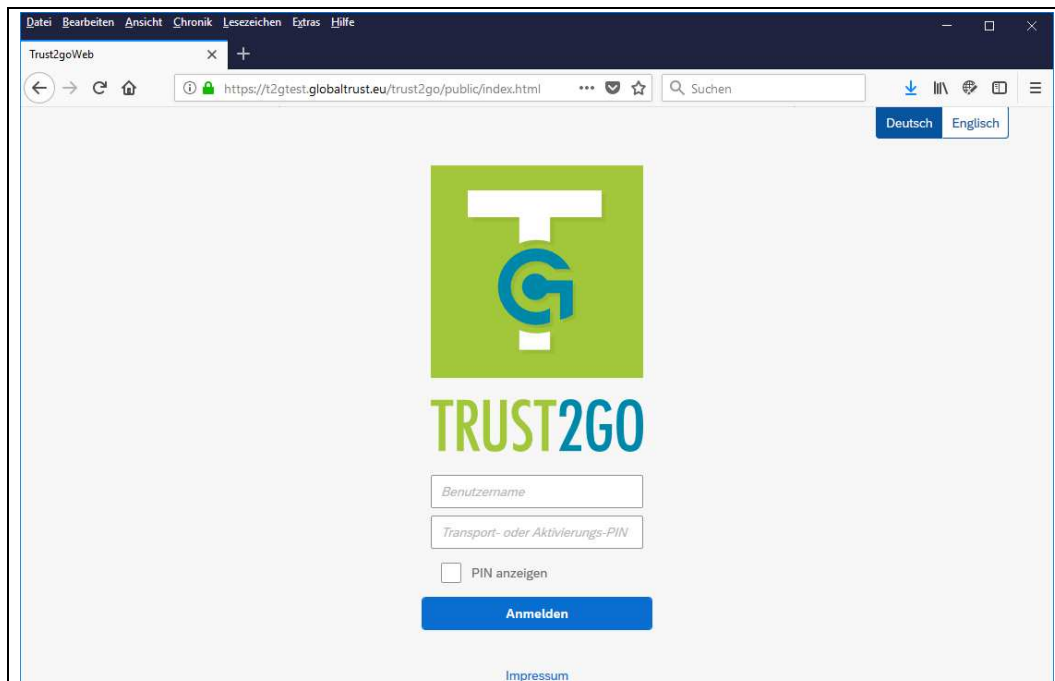 Datei Bearbeiten Ansicht Chronik Lesezeichen Extras Hilfe
Trust2goWeb
https://t2gtest.globaltrust.eu/trust2go/public/index.html
Suchen
Deutsch Englisch
TRUST2GO
Benutzername
Transport- oder Aktivierungs-PIN
PIN anzeigen
Anmelden
Impressum